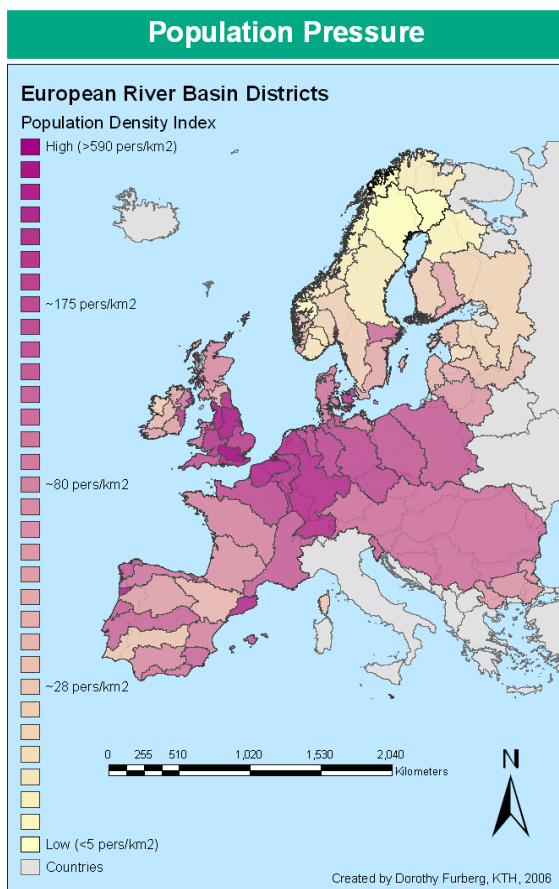 Population Pressure
European River Basin Districts
Population Density Index
High (>590 pers/km2)
~175 pers/km2
~80 pers/km2
~28 pers/km2
Low (<5 pers/km2)
Countries
0 255 510 1,020 1,530 2,040
Kilometers
N
Created by Dorothy Furberg, KTH, 2006